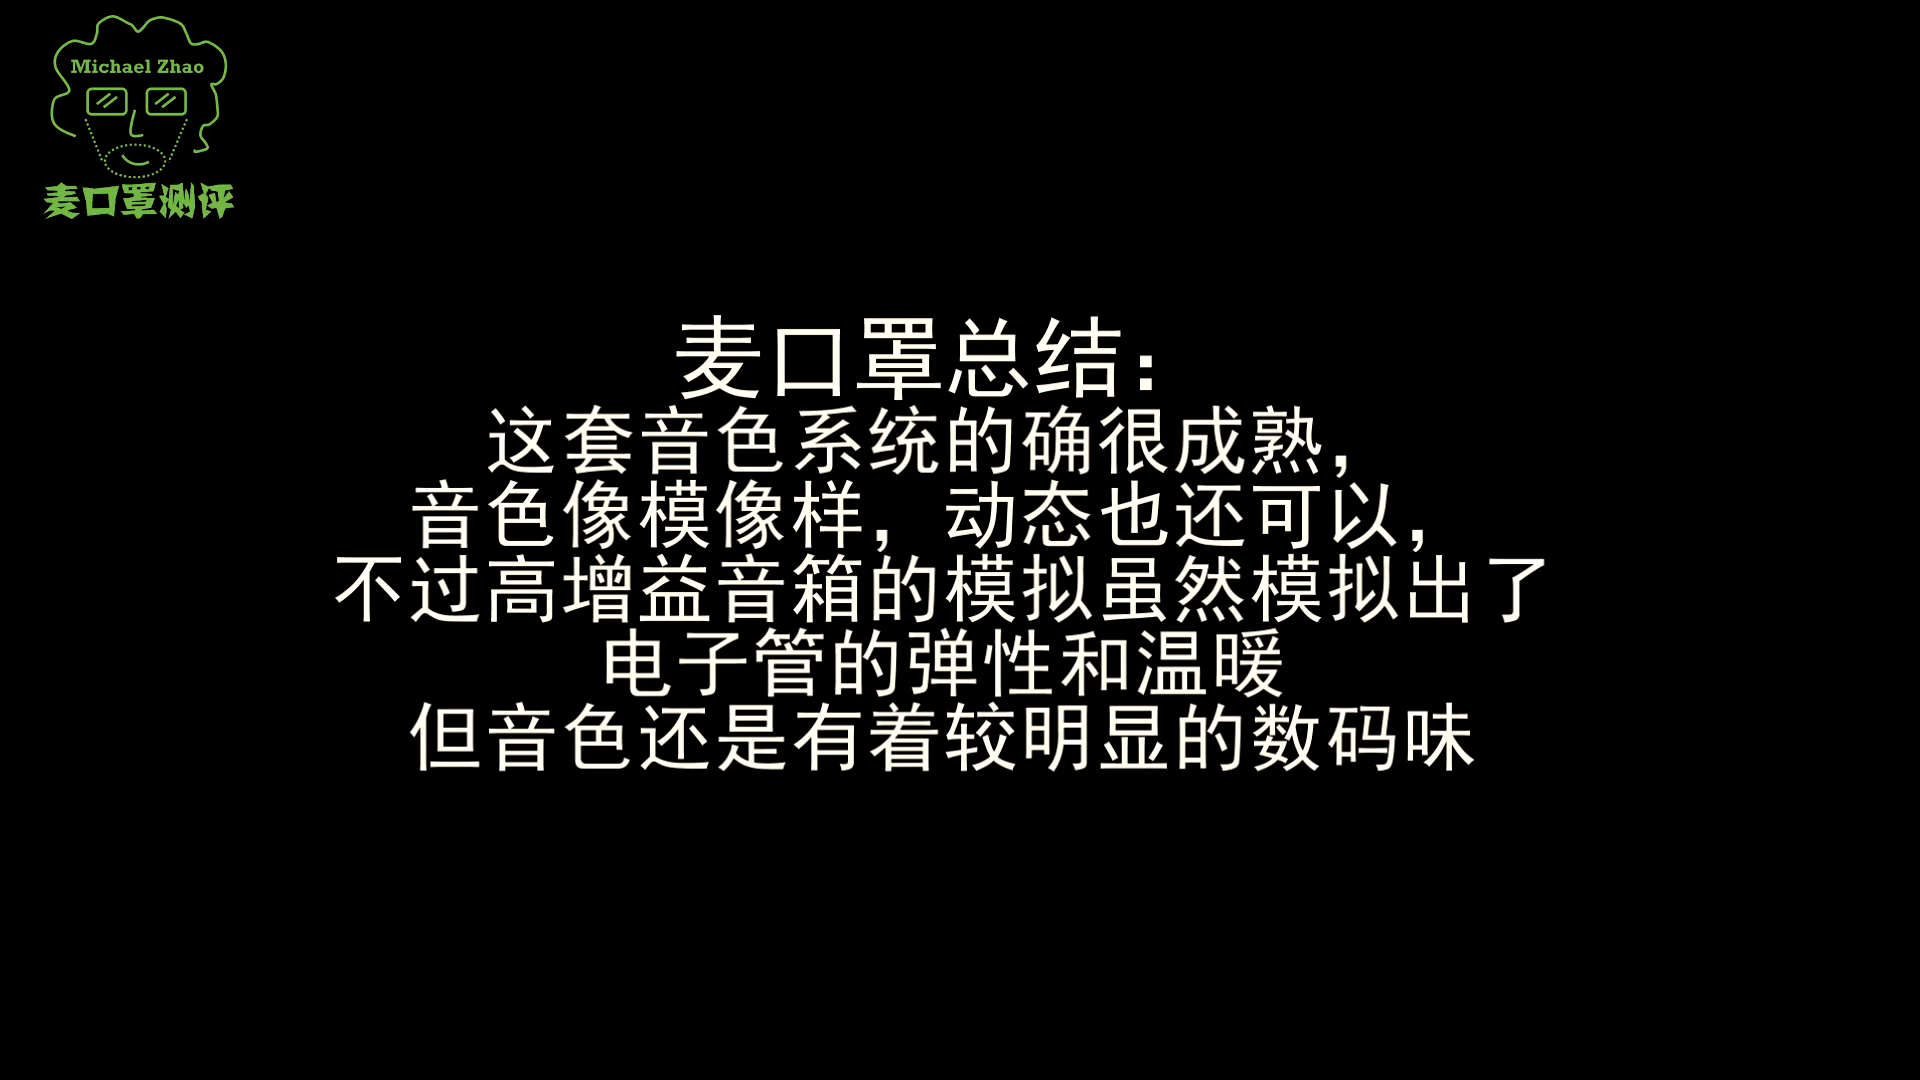 Michael Zhao
麦口罩测评
麦口罩总结：
这套音色系统的确很成熟，
音色像模像样，动态也还可以，
不过高增益音箱的模拟虽然模拟出了
电子管的弹性和温暖
但音色还是有着较明显的数码味